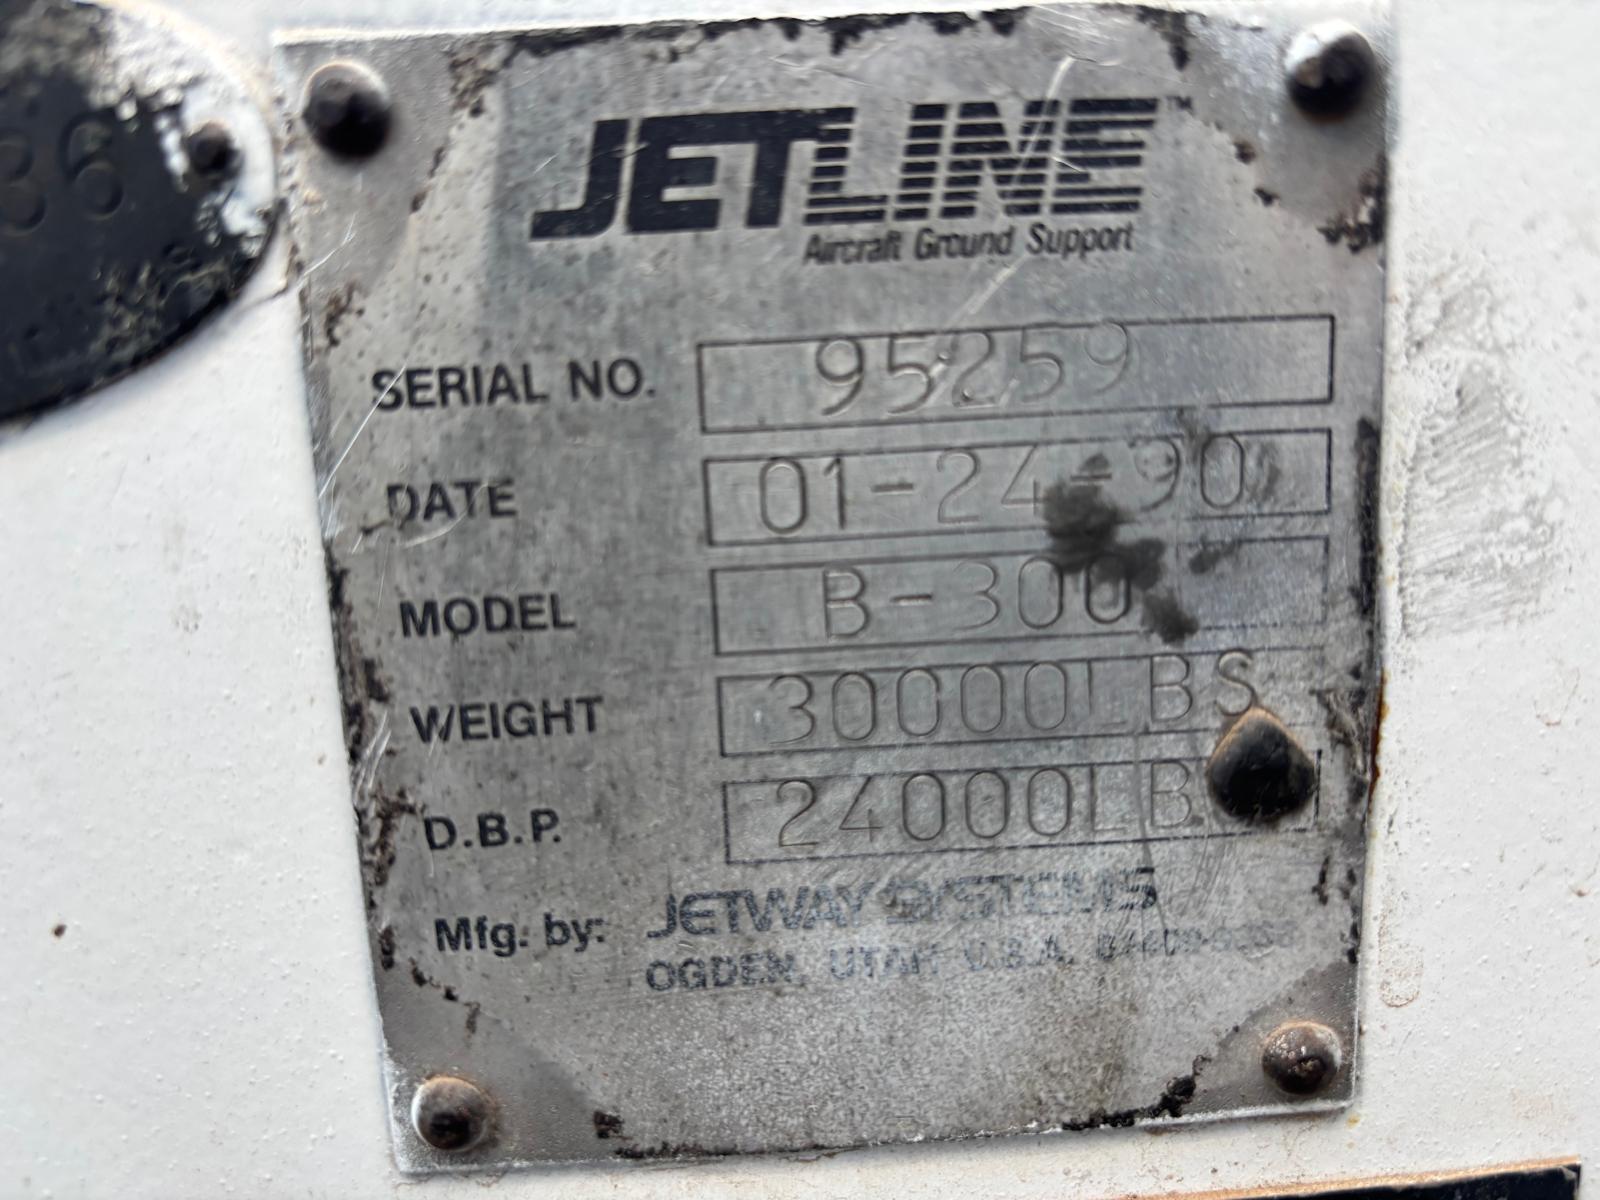 36
JETLINE™
Aircraft Ground Support
SERIAL NO. 95259
DATE 01-24-90
MODEL B-300
WEIGHT 30000LBS
D.B.P. 24000LB
Mfg. by: JETWAY SYSTEMS
OGDEN, UTAH U.S.A.